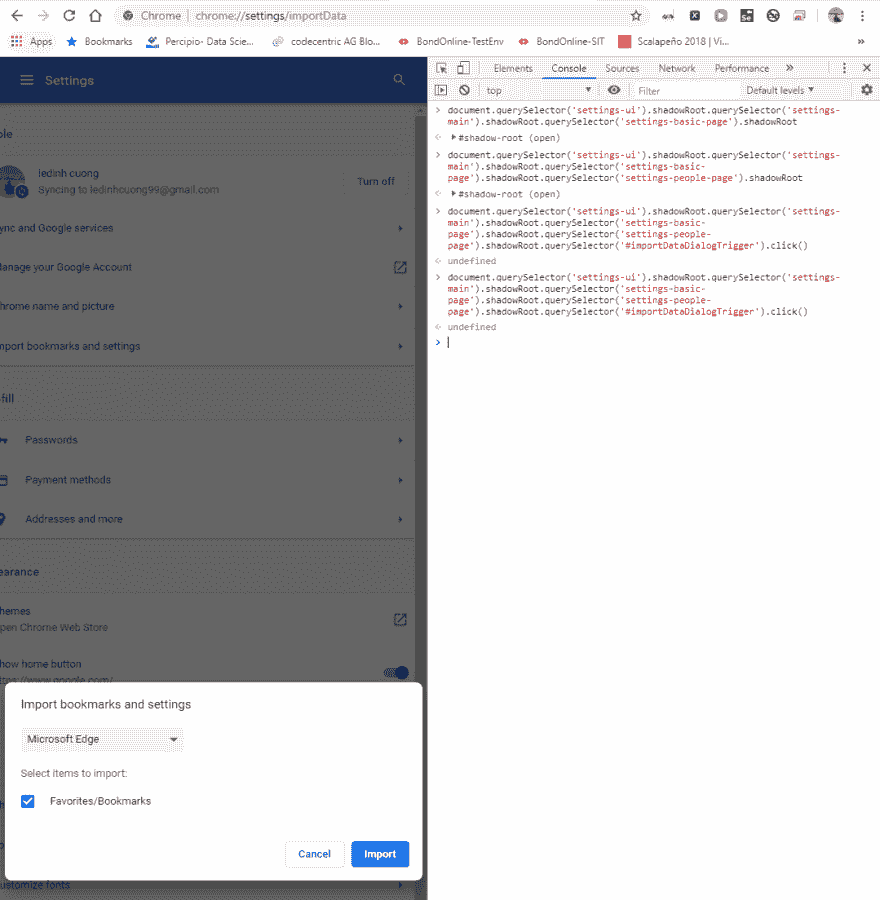 Chrome | chrome://settings/importData
Apps Bookmarks Percipio- Data Scie... codecentric AG Blo... BondOnline-TestEnv BondOnline-SIT Scalapeño 2018 | Vi... »
Settings
ple
ledinh cuong
Syncing to ledinhcuong99@gmail.com
Turn off
ync and Google services
anage your Google Account
hrome name and picture
mport bookmarks and settings
-fill
Passwords
Payment methods
Addresses and more
earance
hemes
pen Chrome Web Store
how home button
ttps://www.google.com/
Import bookmarks and settings
Microsoft Edge
Select items to import:
Favorites/Bookmarks
Cancel Import
ustomize fonts
Elements Console Sources Network Performance »
top Filter Default levels ▼
> document.querySelector('settings-ui').shadowRoot.querySelector('settings-
main').shadowRoot.querySelector('settings-basic-page').shadowRoot
#shadow-root (open)
> document.querySelector('settings-ui').shadowRoot.querySelector('settings-
main').shadowRoot.querySelector('settings-basic-
page').shadowRoot.querySelector('settings-people-page').shadowRoot
#shadow-root (open)
> document.querySelector('settings-ui').shadowRoot.querySelector('settings-
main').shadowRoot.querySelector('settings-basic-
page').shadowRoot.querySelector('settings-people-
page').shadowRoot.querySelector('#importDataDialogTrigger').click()
undefined
> document.querySelector('settings-ui').shadowRoot.querySelector('settings-
main').shadowRoot.querySelector('settings-basic-
page').shadowRoot.querySelector('settings-people-
page').shadowRoot.querySelector('#importDataDialogTrigger').click()
undefined
>